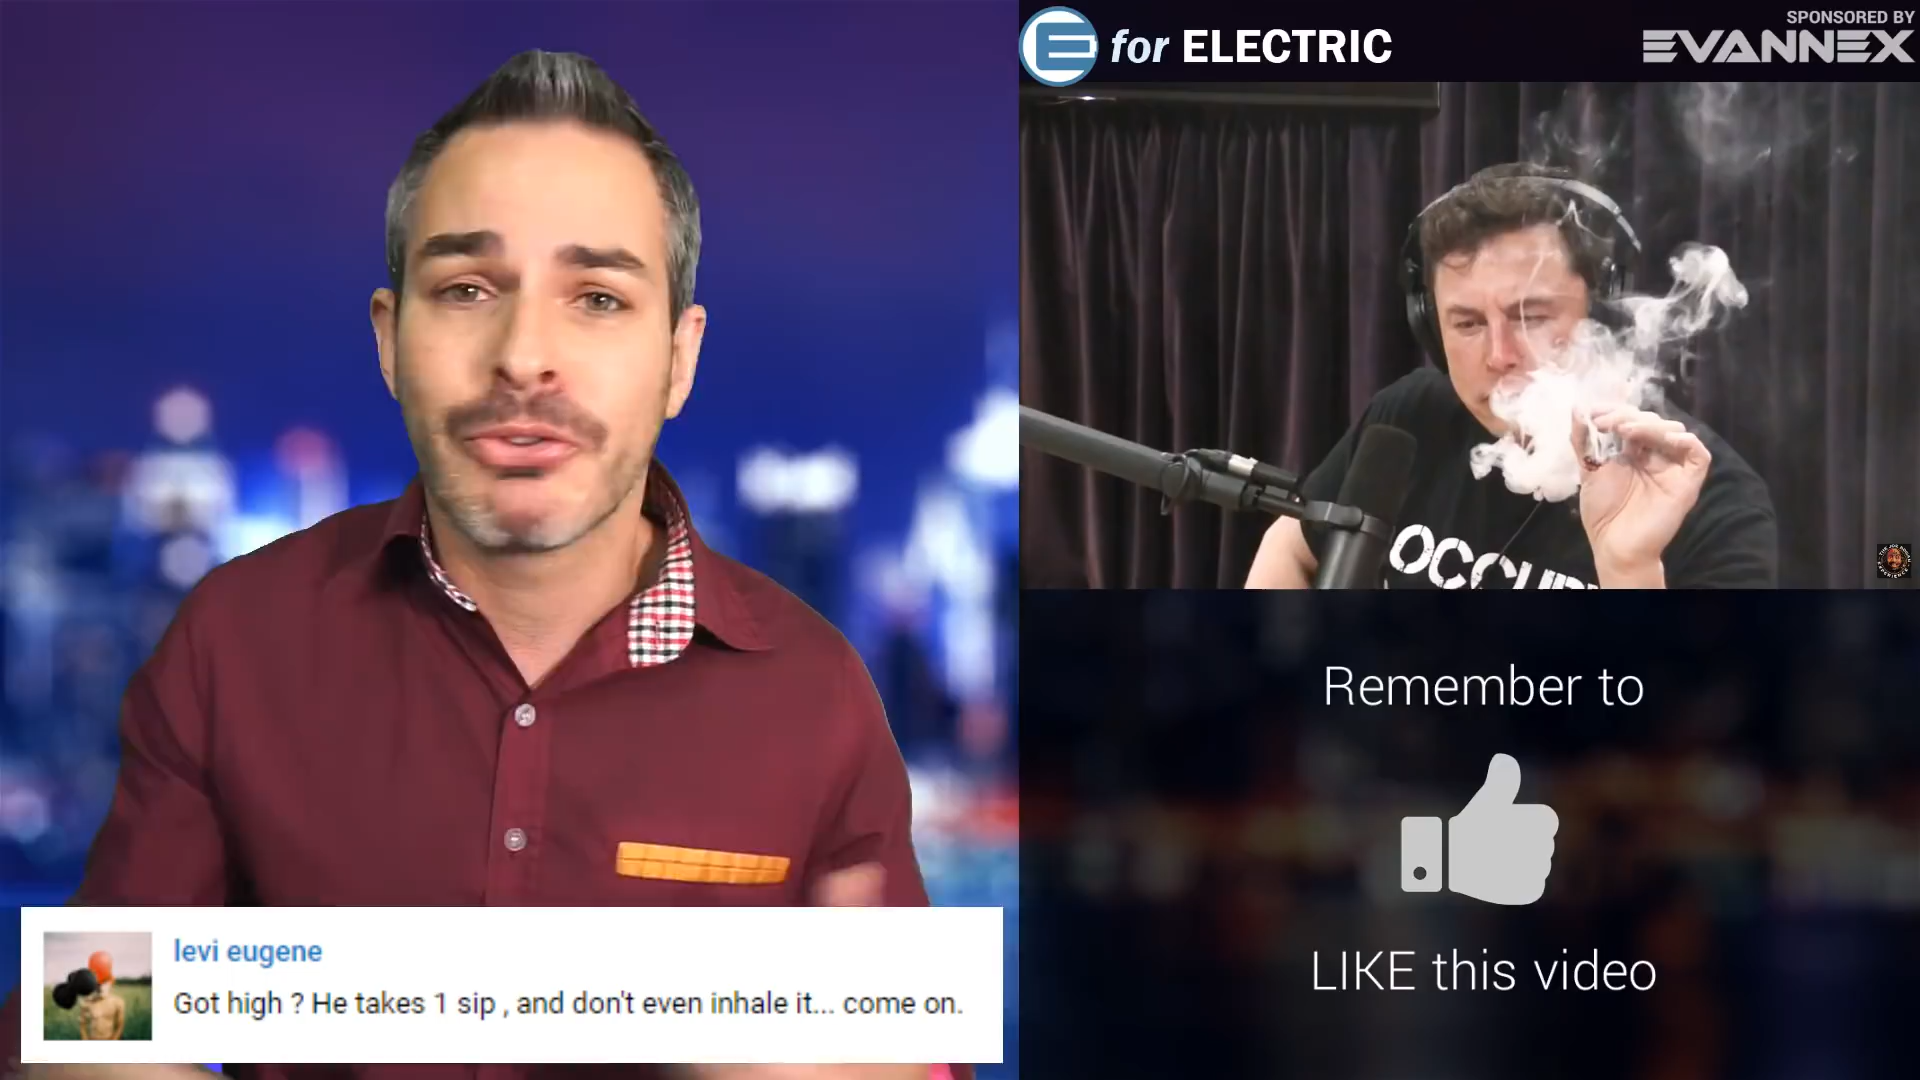 for ELECTRIC
SPONSORED BY
EVANNEX
OCCUP
Remember to
LIKE this video
levi eugene
Got high ? He takes 1 sip , and don't even inhale it... come on.